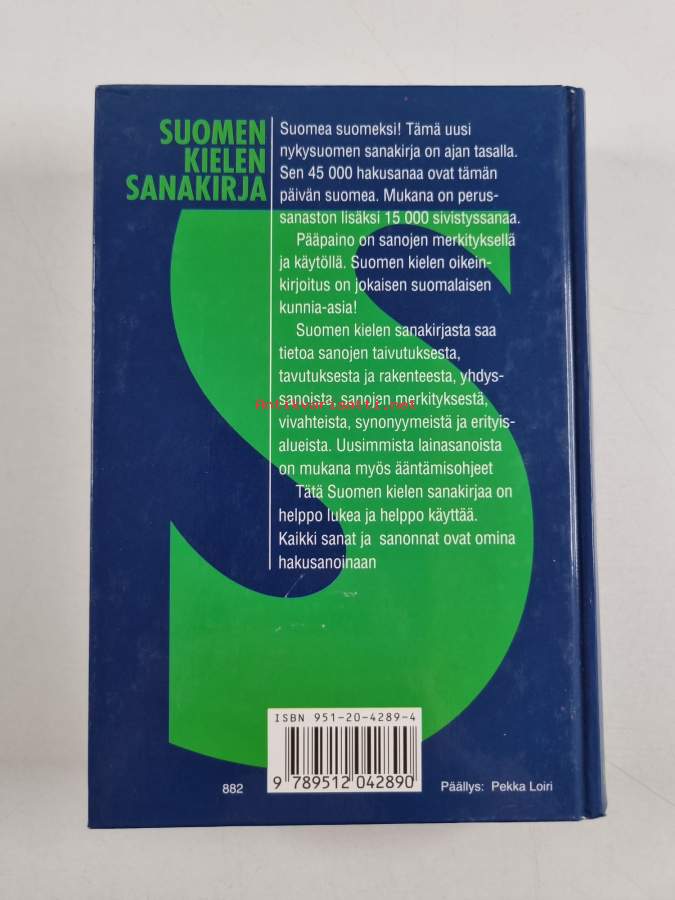 SUOMEN
KIELEN
SANAKIRJA
Suomea suomeksi! Tämä uusi
nykysuomen sanakirja on ajan tasalla.
Sen 45 000 hakusanaa ovat tämän
päivän suomea. Mukana on perus-
sanaston lisäksi 15 000 sivistyssanaa.
Pääpaino on sanojen merkityksellä
ja käytöllä. Suomen kielen oikein-
kirjoitus on jokaisen suomalaisen
kunnia-asia!
Suomen kielen sanakirjasta saa
tietoa sanojen taivutuksesta,
tavutuksesta ja rakenteesta, yhdys-
sanoista, sanojen merkityksestä,
Antikvariaatti.net
vivahteista, synonyymeistä ja erityis-
alueista. Uusimmista lainasanoista
on mukana myös ääntämisohjeet
Tätä Suomen kielen sanakirjaa on
helppo lukea ja helppo käyttää.
Kaikki sanat ja sanonnat ovat omina
hakusanoinaan
S
ISBN 951-20-4289-4
9 789512 042890
882
Päällys: Pekka Loiri